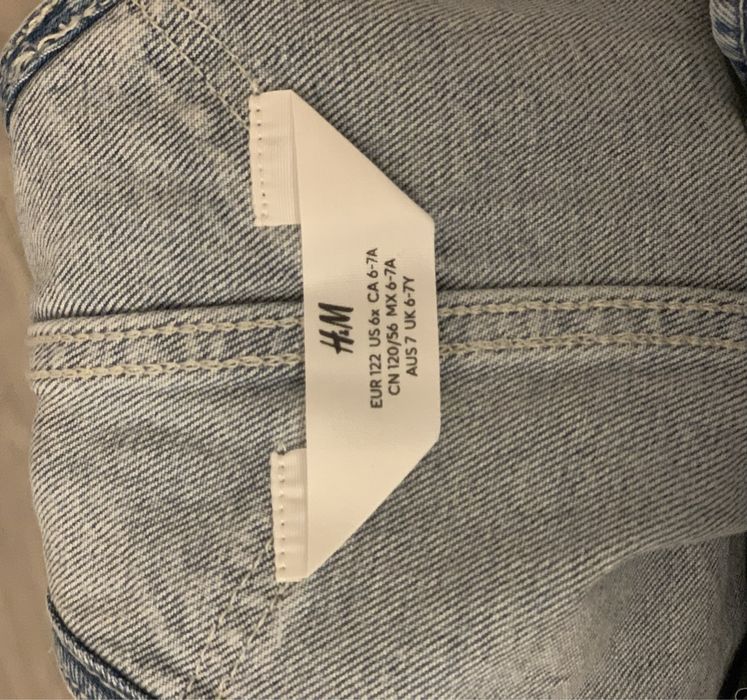 H&M
EUR 122 US 6x CA 6-7A
CN 120/56 MX 6-7A
AUS 7 UK 6-7Y